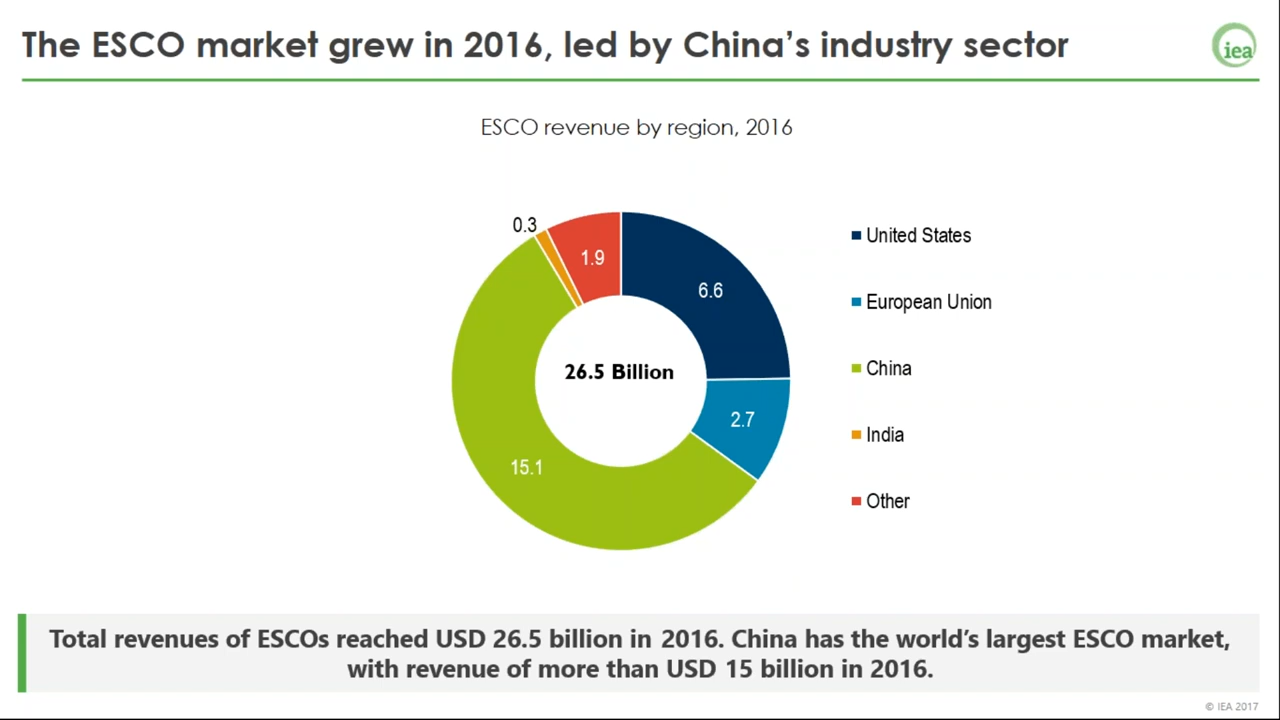 The ESCO market grew in 2016, led by China's industry sector
iea
ESCO revenue by region, 2016
0.3
1.9
6.6
26.5 Billion
2.7
15.1
United States
European Union
China
India
Other
Total revenues of ESCOs reached USD 26.5 billion in 2016. China has the world's largest ESCO market,
with revenue of more than USD 15 billion in 2016.
© IEA 2017